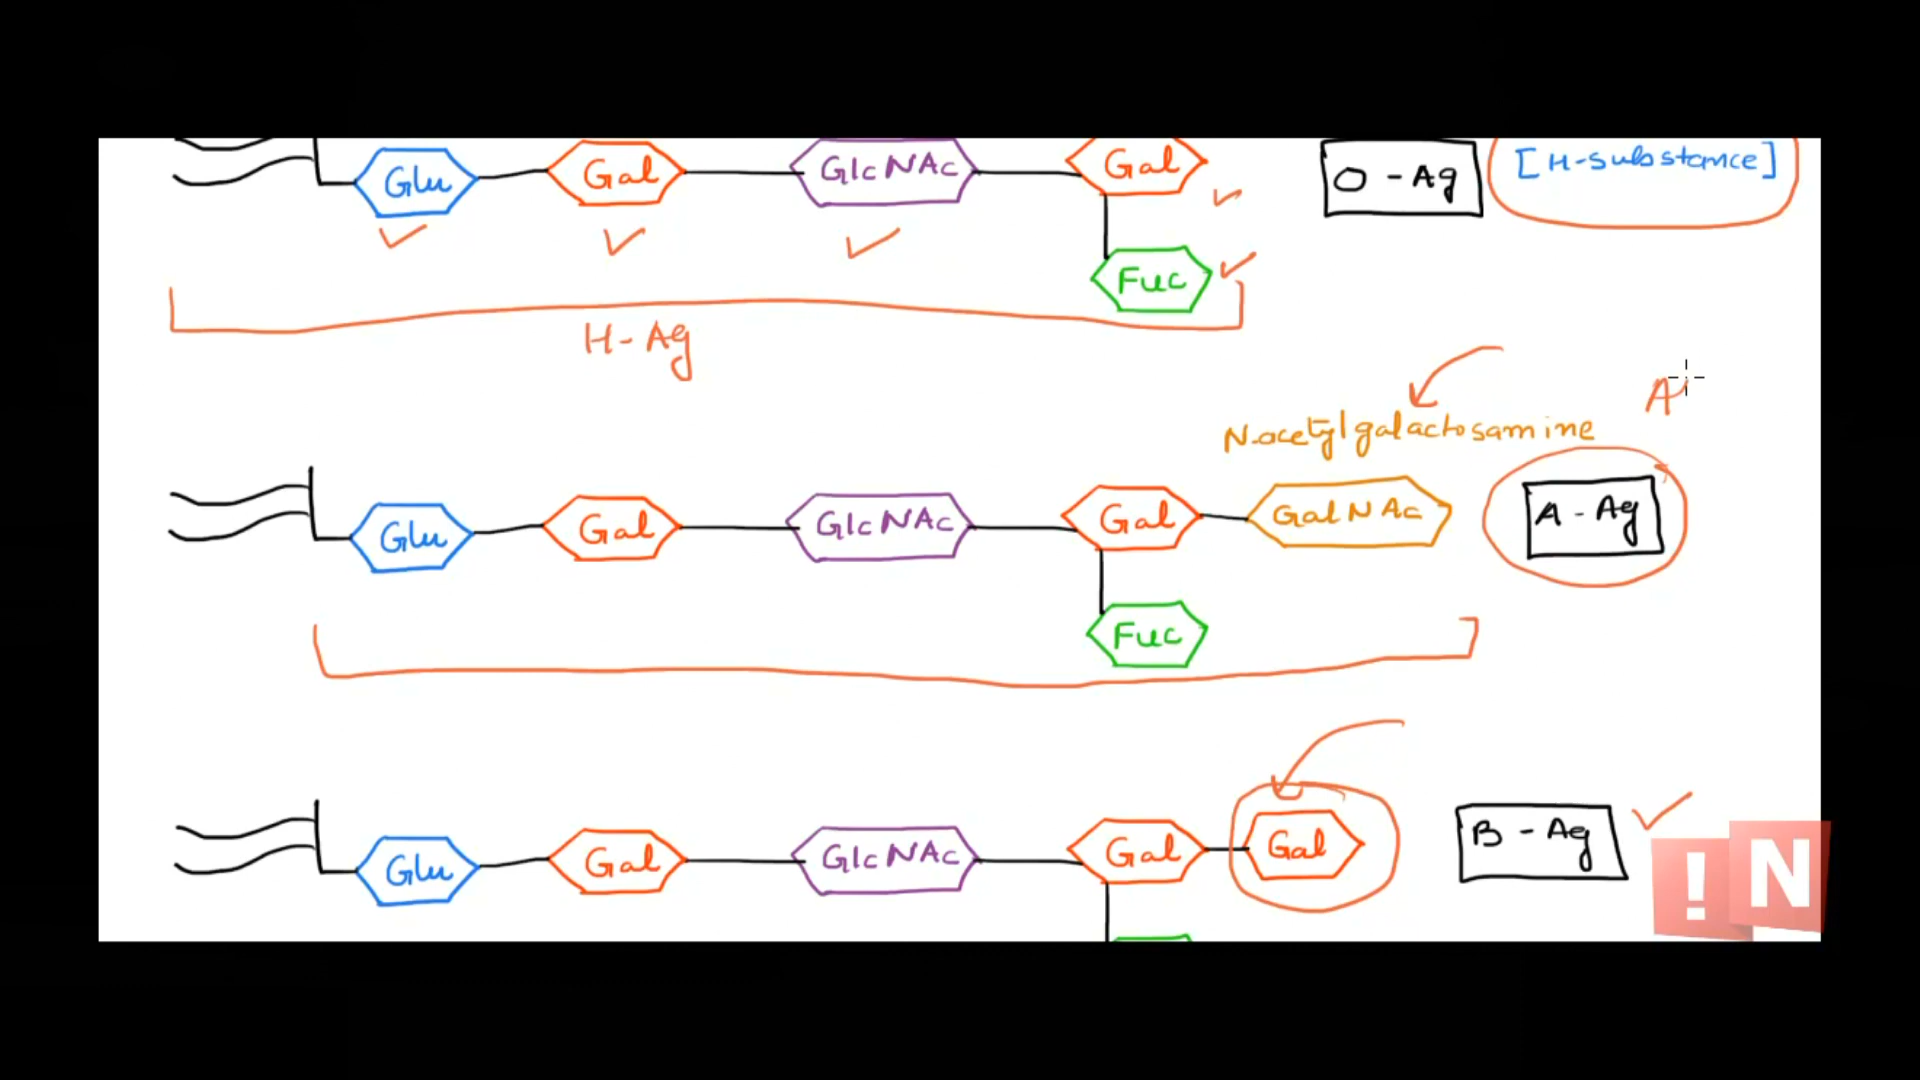 Glu Gal GlcNAc Gal O - Ag [H-substance]
Fuc
H-Ag
A
N-acetylgalactosamine
Glu Gal GlcNAc Gal GalNAc A - Ag
Fuc
Glu Gal GlcNAc Gal Gal B - Ag
! N